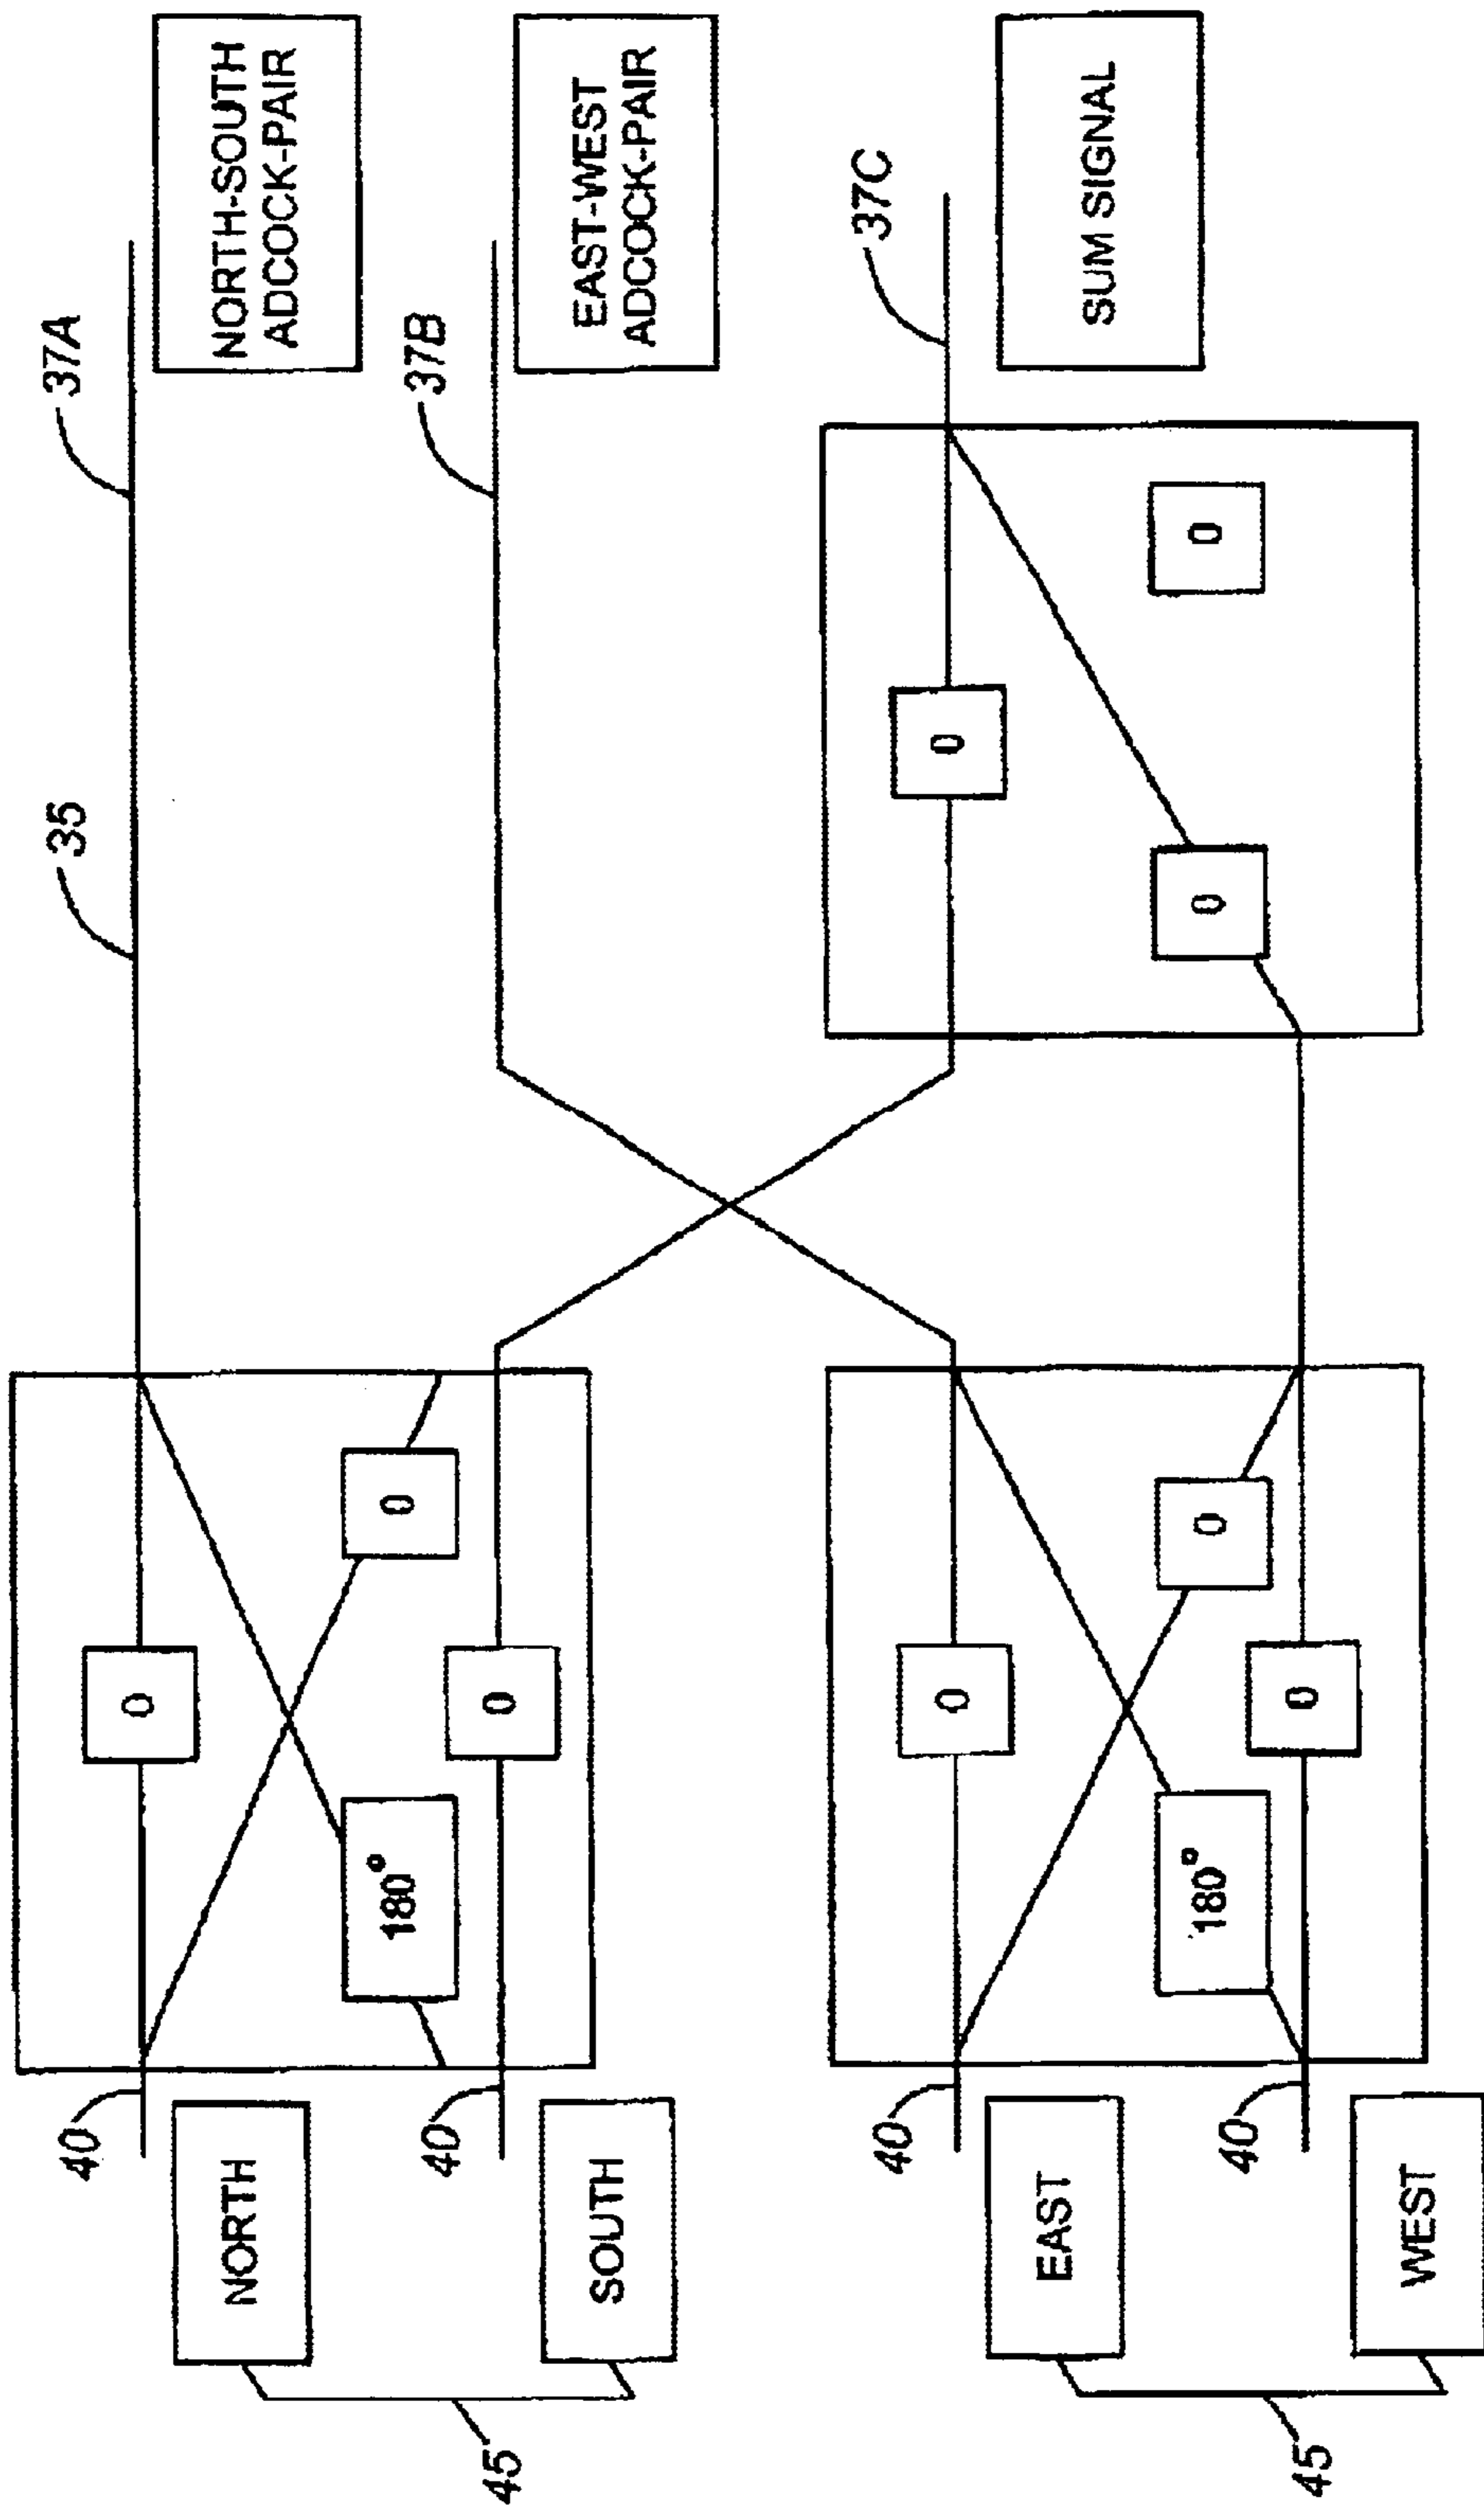 45
NORTH
40
0
180°
0
35
37A
NORTH-SOUTH
ADCOCK-PAIR
SOUTH
40
0
37B
EAST-WEST
ADCOCK-PAIR
45
EAST
40
0
180°
0
0
37C
SUM SIGNAL
WEST
40
0
0
0